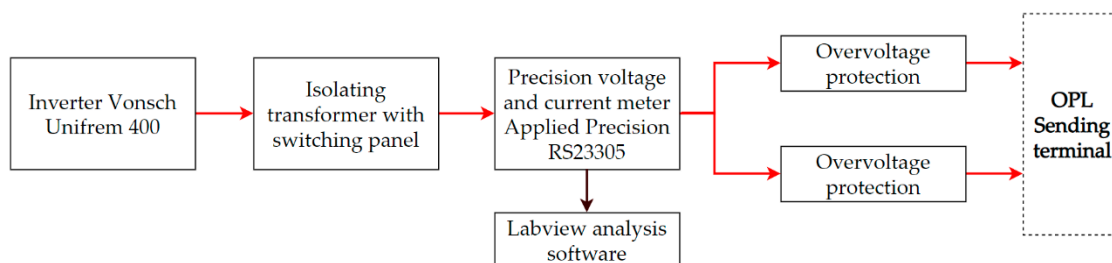 Inverter Vonsch
Unifrem 400
Isolating
transformer with
switching panel
Precision voltage
and current meter
Applied Precision
RS23305
Labview analysis
software
Overvoltage
protection
Overvoltage
protection
OPL
Sending
terminal